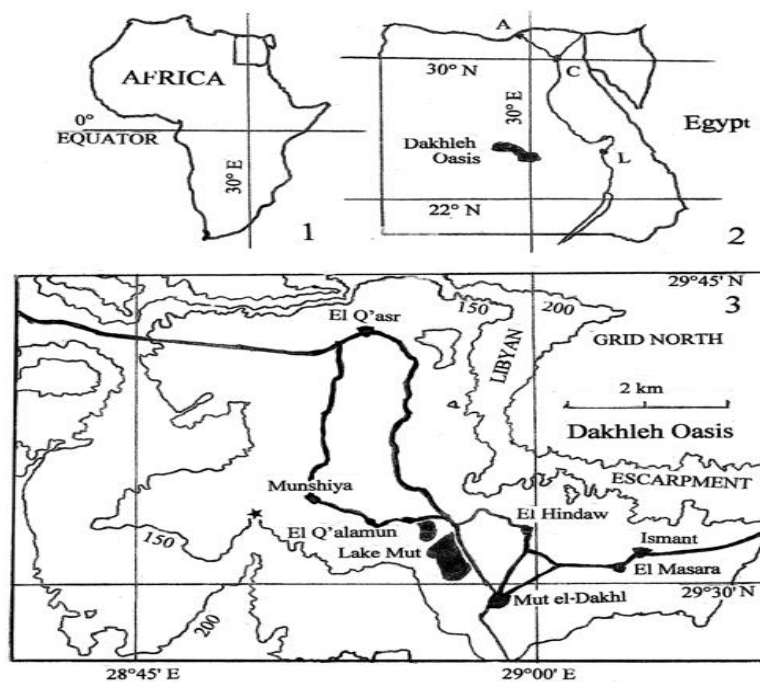 AFRICA
0°
EQUATOR
30° E
1
A
30° N
C
30° E
Egypt
Dakhleh
Oasis
L
22° N
2
29°45' N
3
El Q'asr
150
200
LIBYAN
GRID NORTH
2 km
Dakhleh Oasis
ESCARPMENT
Munshiya
El Hindaw
150
El Q'alamun
Ismant
Lake Mut
El Masara
29°30' N
Mut el-Dakhl
200
28°45' E
29°00' E